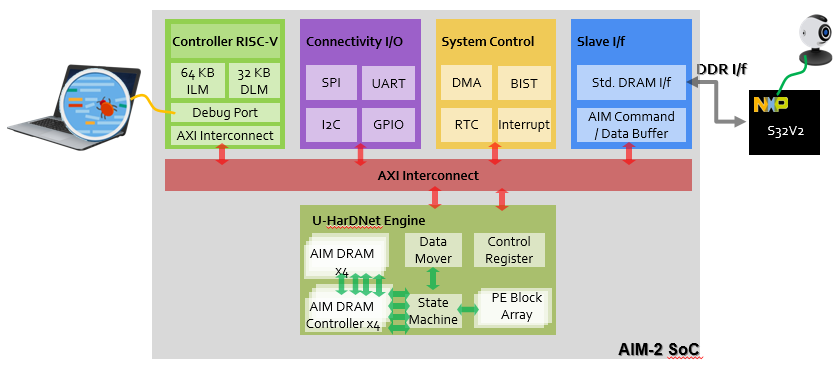 Controller RISC-V
64 KB
ILM
32 KB
DLM
Debug Port
AXI Interconnect
Connectivity I/O
SPI
UART
I2C
GPIO
System Control
DMA
BIST
RTC
Interrupt
Slave I/f
Std. DRAM I/f
AIM Command
/ Data Buffer
DDR I/f
NXP
S32V2
AXI Interconnect
U-HarDNet Engine
AIM DRAM
x4
Data
Mover
Control
Register
AIM DRAM
Controller x4
State
Machine
PE Block
Array
AIM-2 SoC